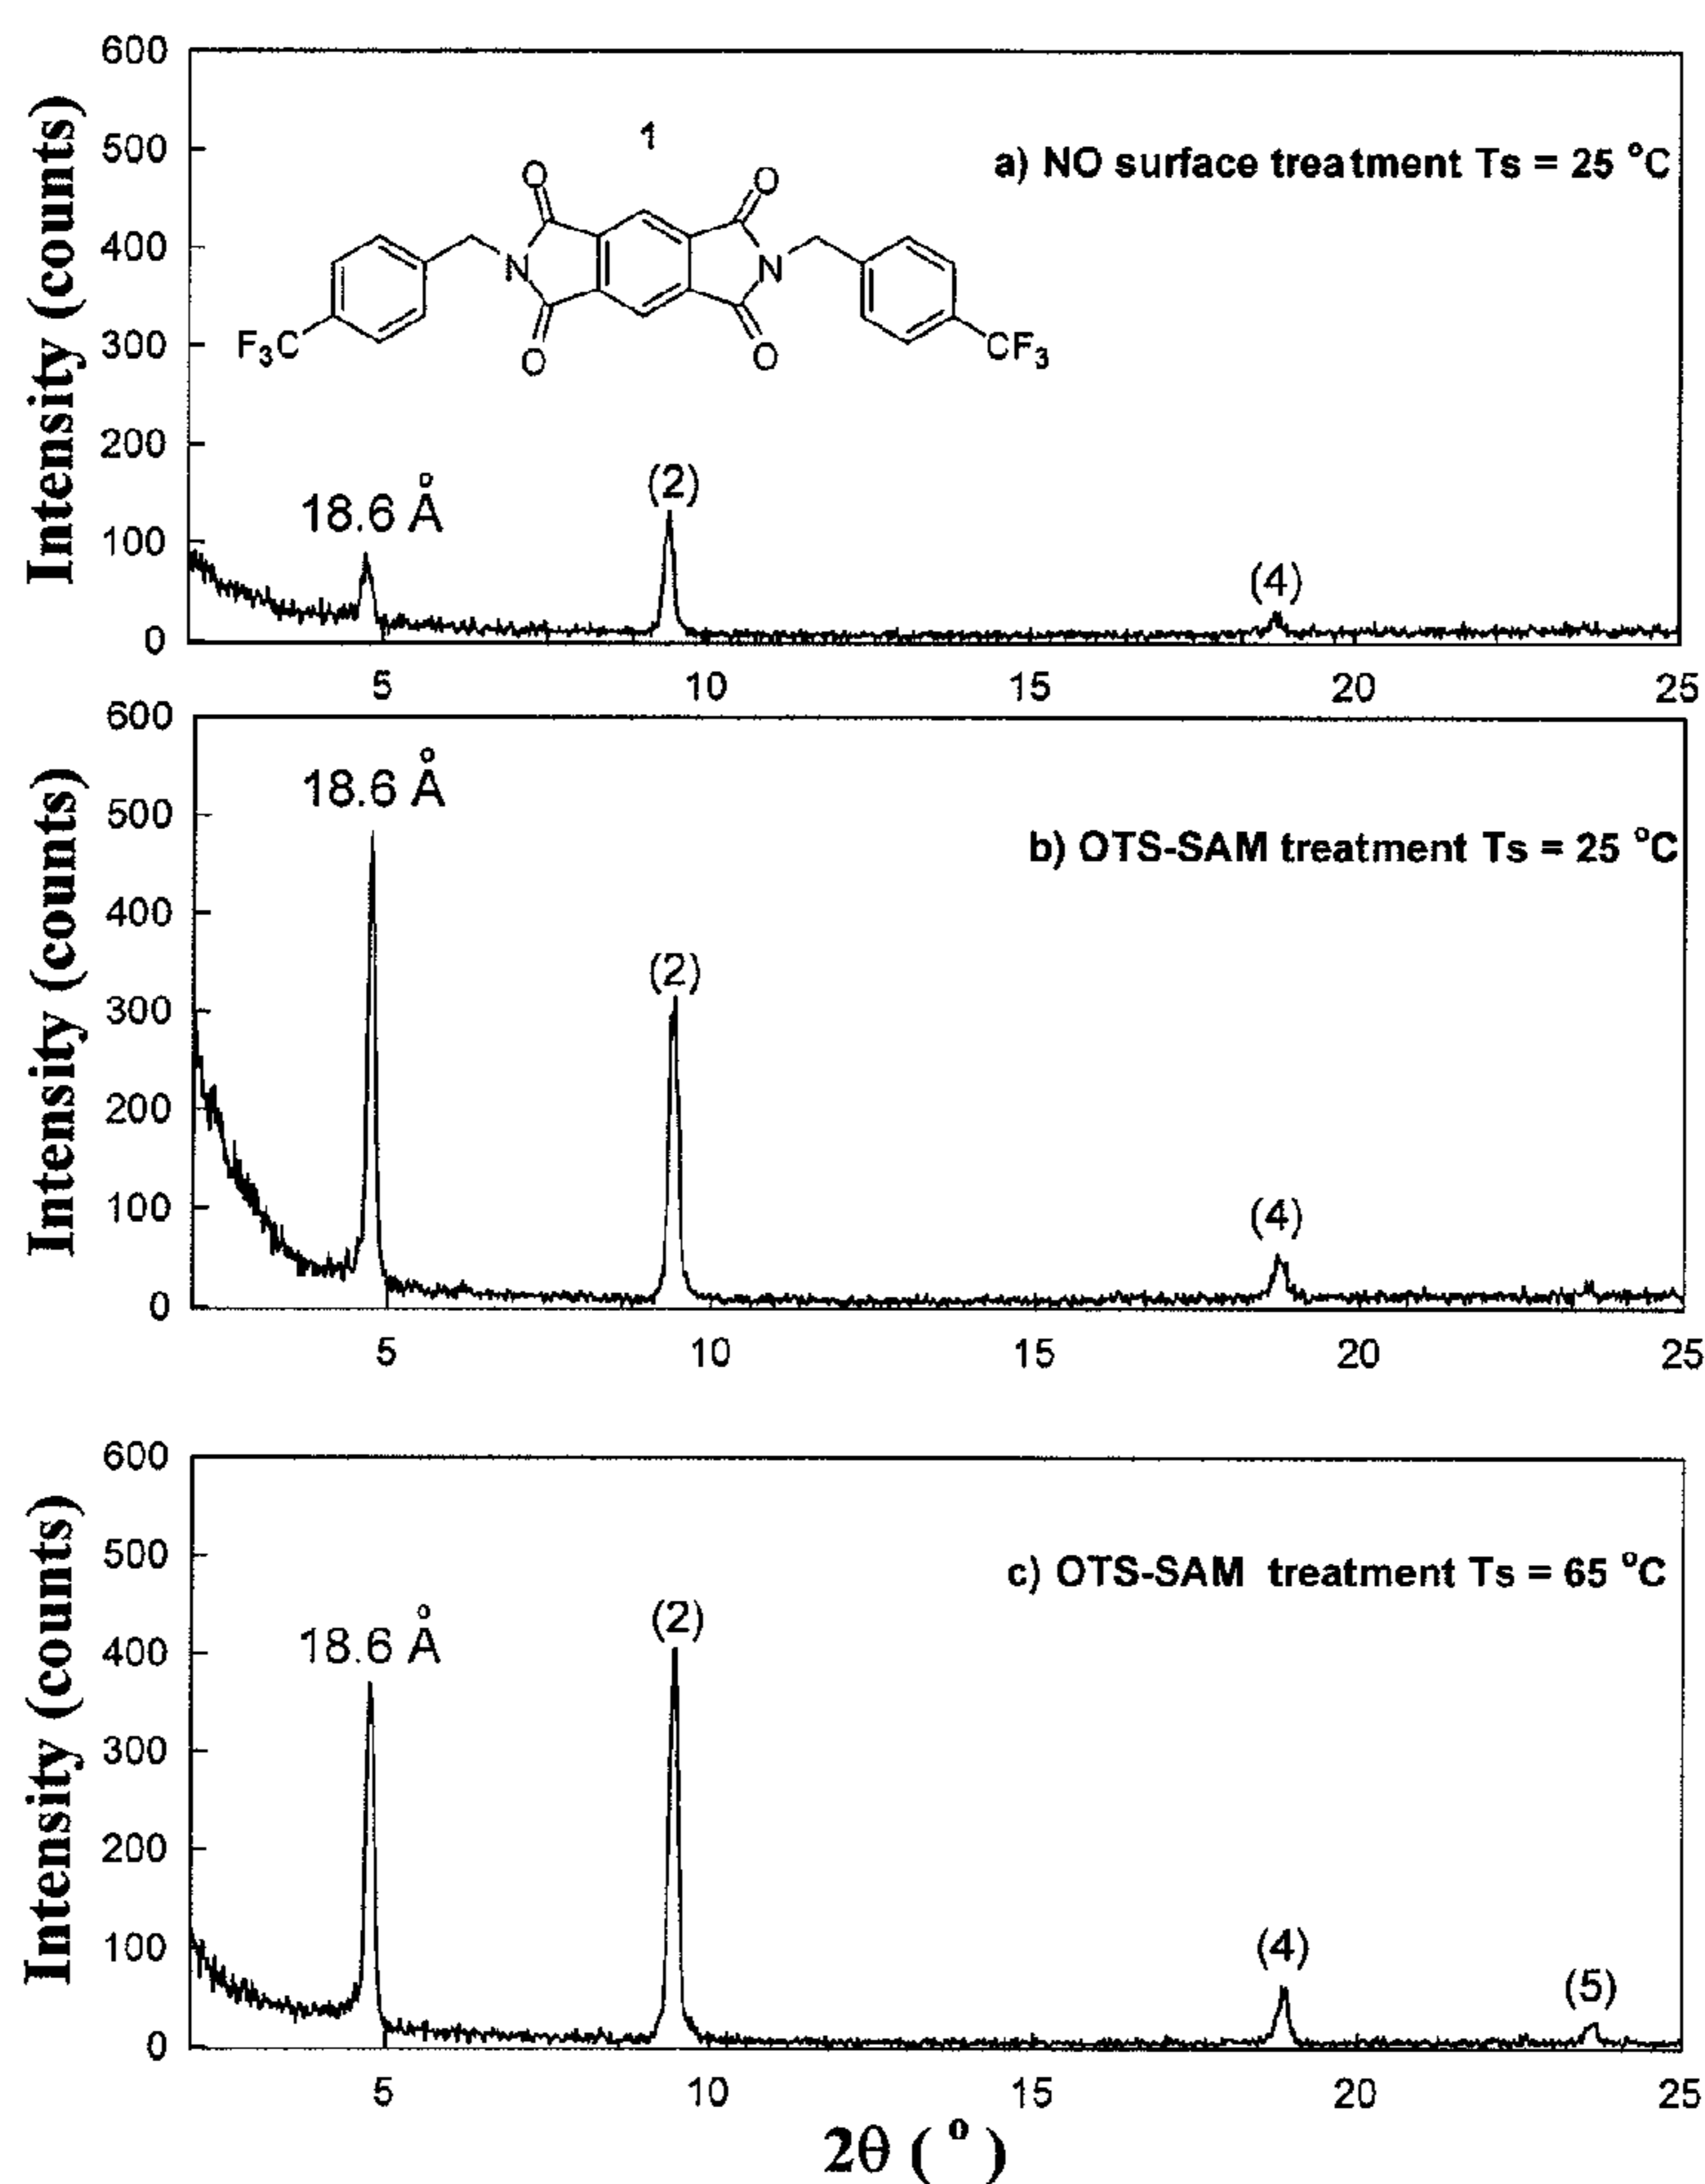 600
1
a) NO surface treatment Ts = 25 °C
500
O O
400
N N
300
F₃C CF₃
O O
200
(2)
18.6 Å
100
(4)
0
Intensity (counts)
5 10 15 20 25
600
18.6 Å
500
b) OTS-SAM treatment Ts = 25 °C
400
(2)
300
200
100
(4)
0
Intensity (counts)
5 10 15 20 25
600
500
c) OTS-SAM treatment Ts = 65 °C
(2)
18.6 Å
400
300
200
100
(4)
(5)
0
Intensity (counts)
5 10 15 20 25
2θ (°)